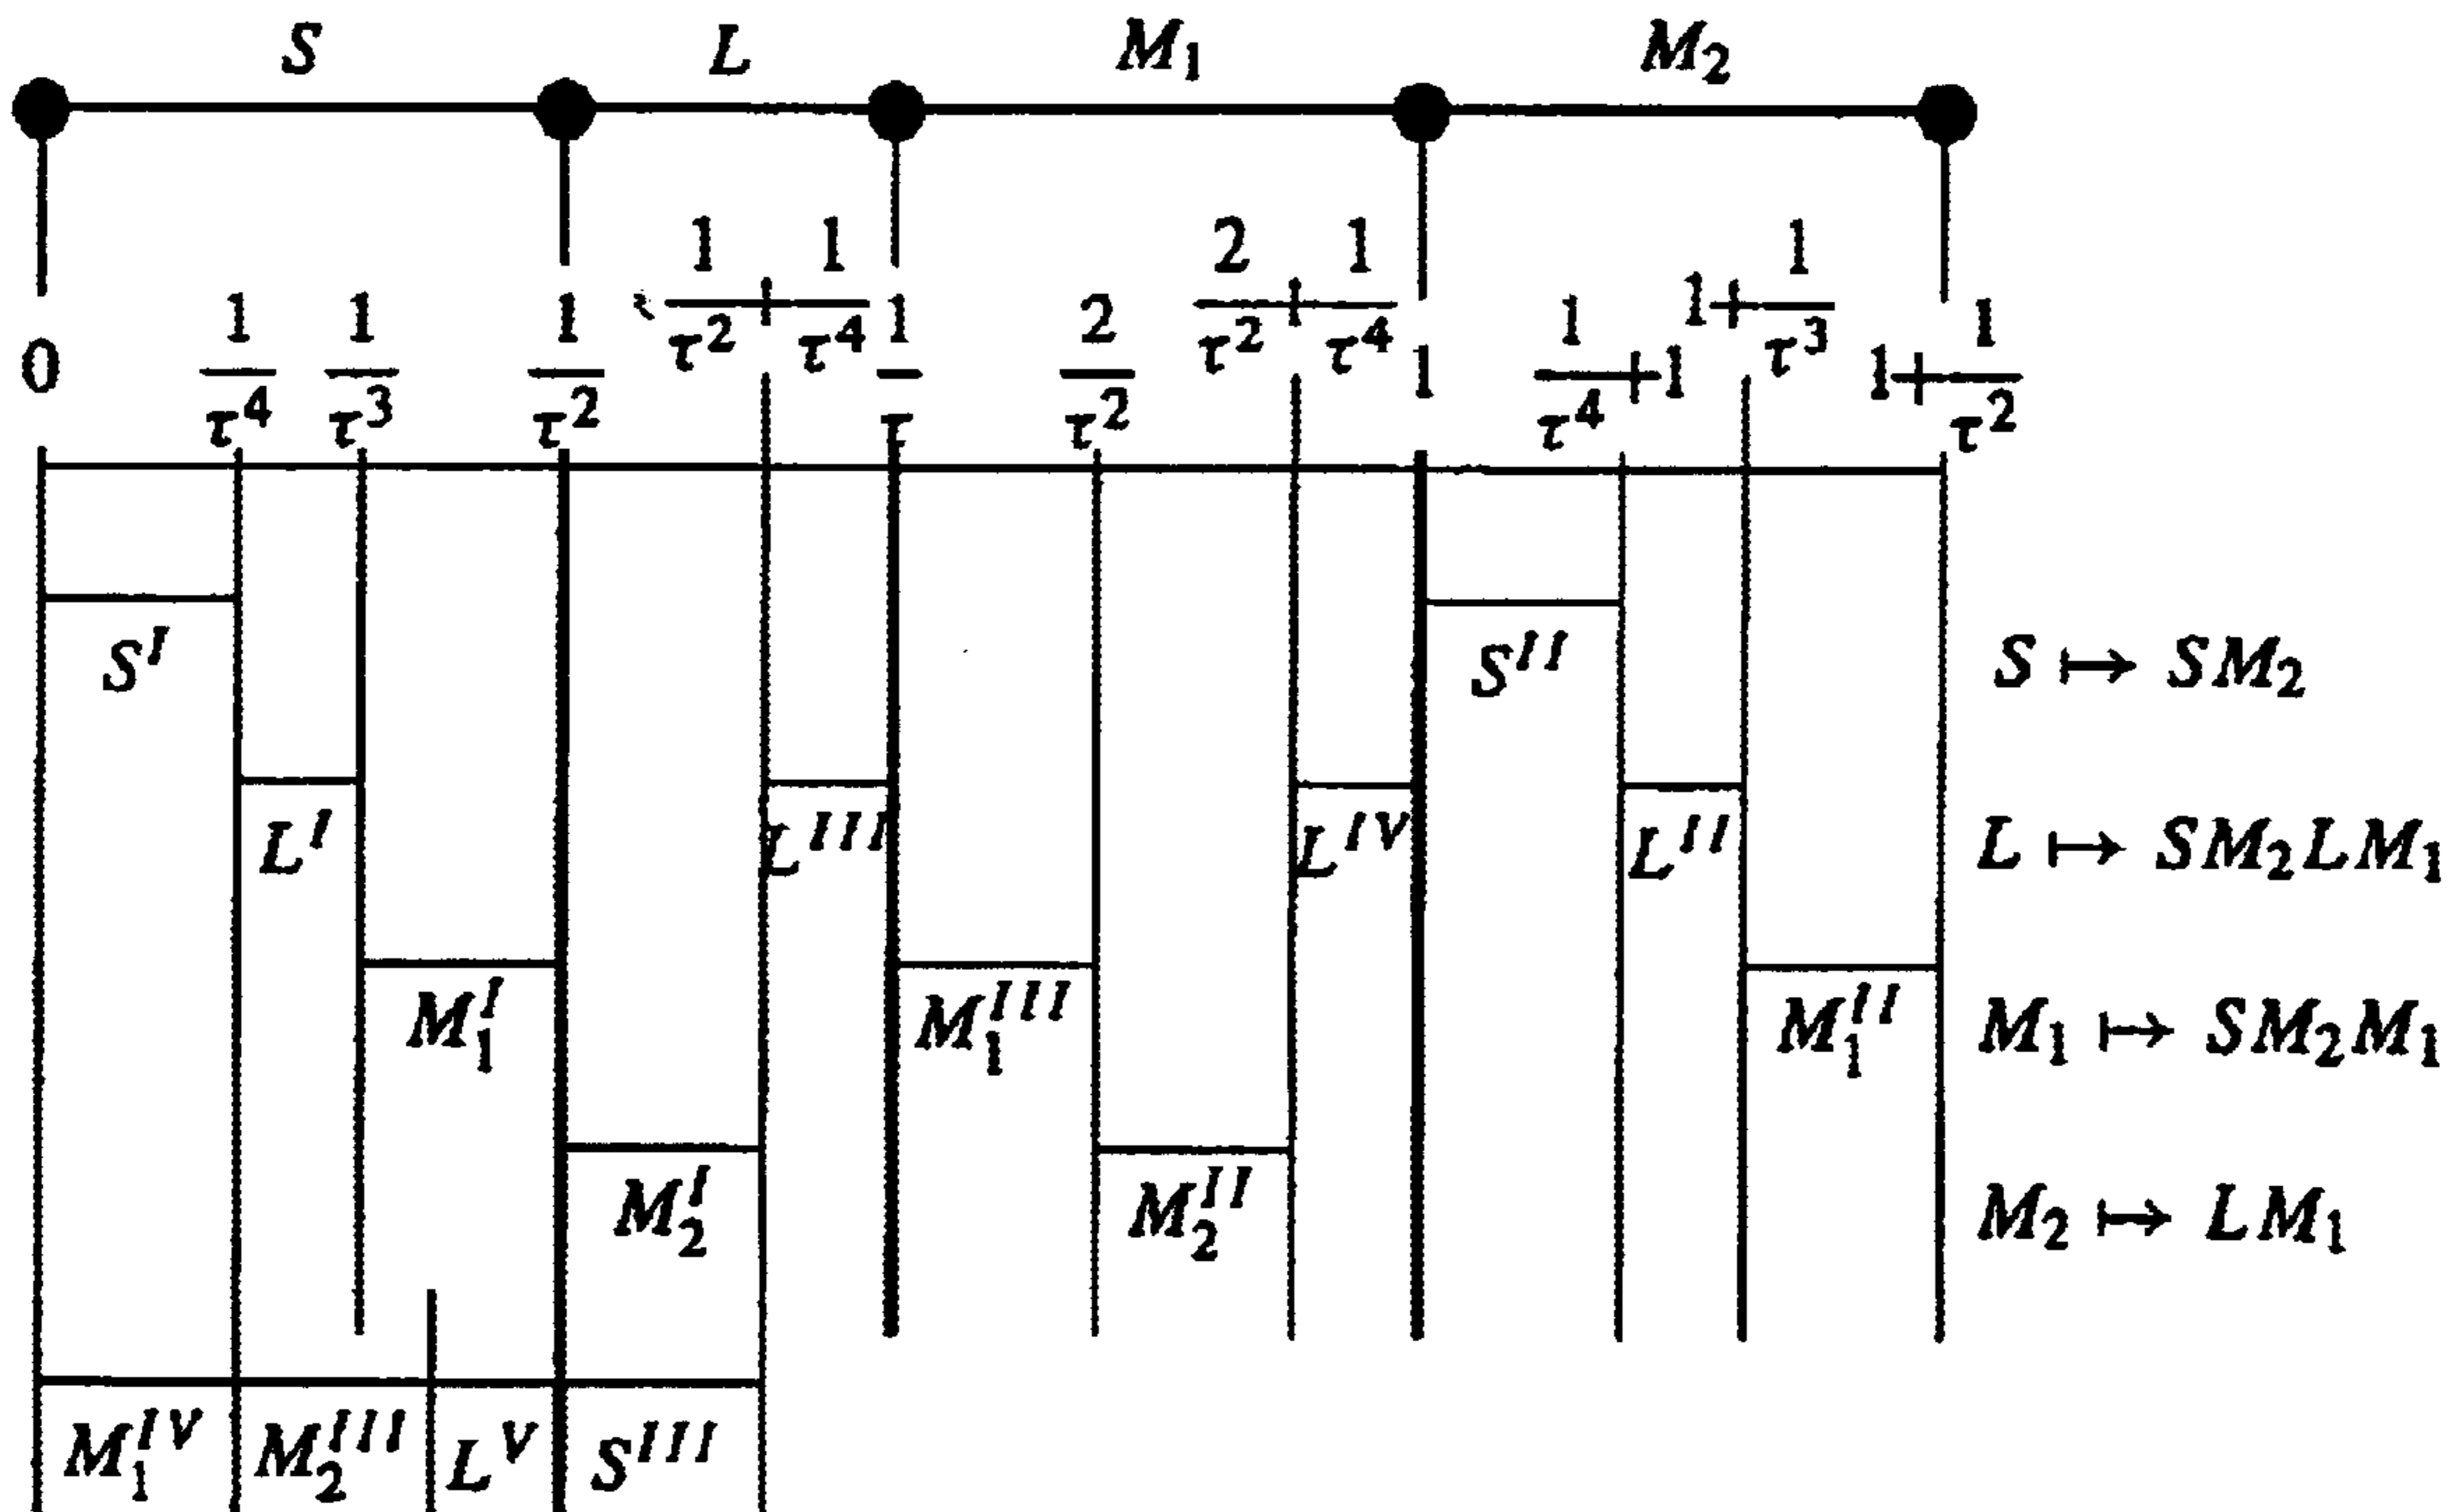 S L M₁ M₂
0 1/τ⁴ 1/τ³ 1/τ² 1/τ²+1/τ⁴ 1/τ 2/τ² 2/τ²+1/τ⁴ 1 1/τ⁴+1 1+1/τ³ 1+1/τ²
S^I S^II S ↦ SM₂
L^I L^III L^IV L^II L ↦ SM₂LM₁
M₁^I M₁^III M₁^II M₁ ↦ SM₂M₁
M₂^I M₂^II M₂ ↦ LM₁
M₁^IV M₂^III L^V S^III